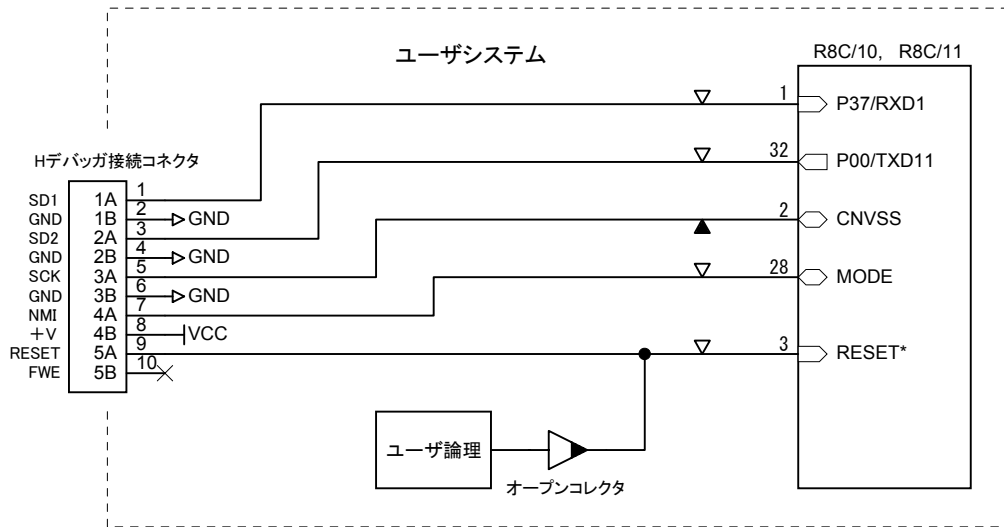 ユーザシステム
R8C/10, R8C/11
1 P37/RXD1
32 P00/TXD11
2 CNVSS
28 MODE
3 RESET*
Hデバッガ接続コネクタ
SD1 1A 1
GND 1B 2 GND
SD2 2A 3
GND 2B 4 GND
SCK 3A 5
GND 3B 6 GND
NMI 4A 7
+V 4B 8 VCC
RESET 5A 9
FWE 5B 10
ユーザ論理
オープンコレクタ